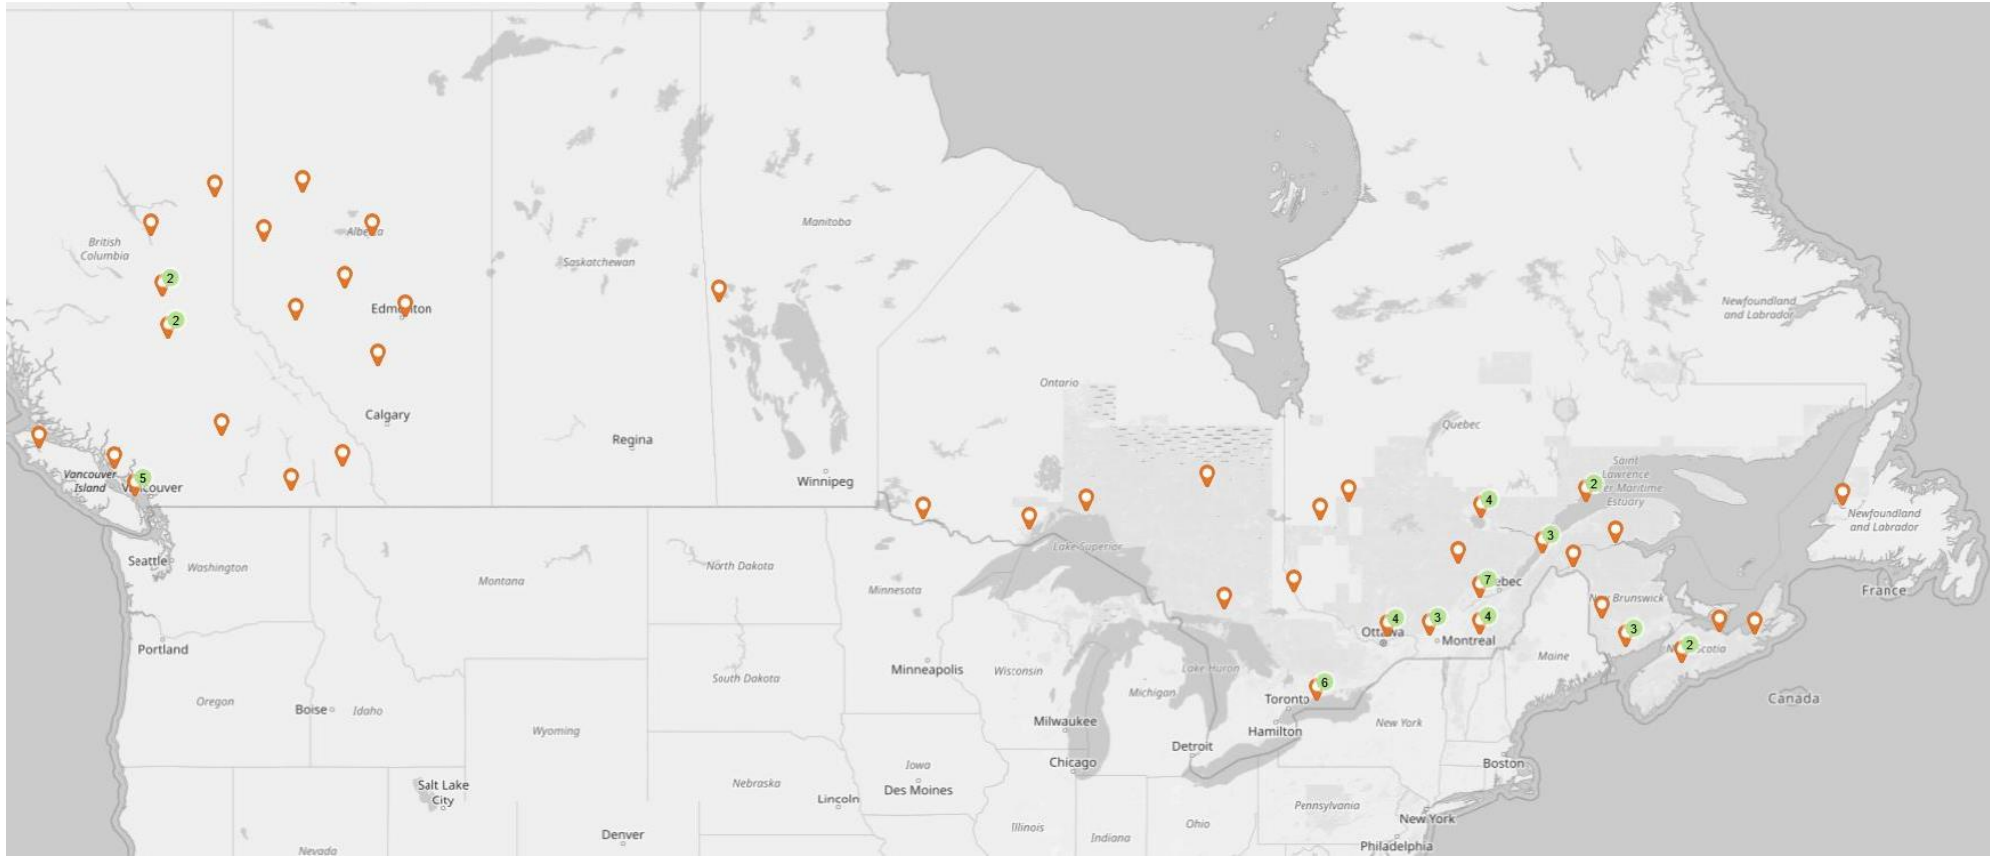 British
Columbia
2
2
Edmonton
Calgary
Vancouver
Island
5
Vancouver
Seattle
Washington
Portland
Oregon
Boise
Idaho
Salt Lake
City
Nevada
Montana
Wyoming
Denver
Alberta
Saskatchewan
Regina
Manitoba
Winnipeg
North Dakota
South Dakota
Nebraska
Lincoln
Minnesota
Minneapolis
Iowa
Des Moines
Ontario
Lake Superior
Wisconsin
Milwaukee
Chicago
Illinois
Michigan
Lake Huron
Detroit
Indiana
Ohio
Toronto
6
Hamilton
Pennsylvania
New York
New York
Philadelphia
Boston
Ottawa
4
3
Montreal
4
7
Quebec
4
3
2
Quebec
Saint
Lawrence
er Maritime
Estuary
New Brunswick
3
Maine
2
Nova Scotia
Newfoundland
and Labrador
Newfoundland
and Labrador
France
Canada